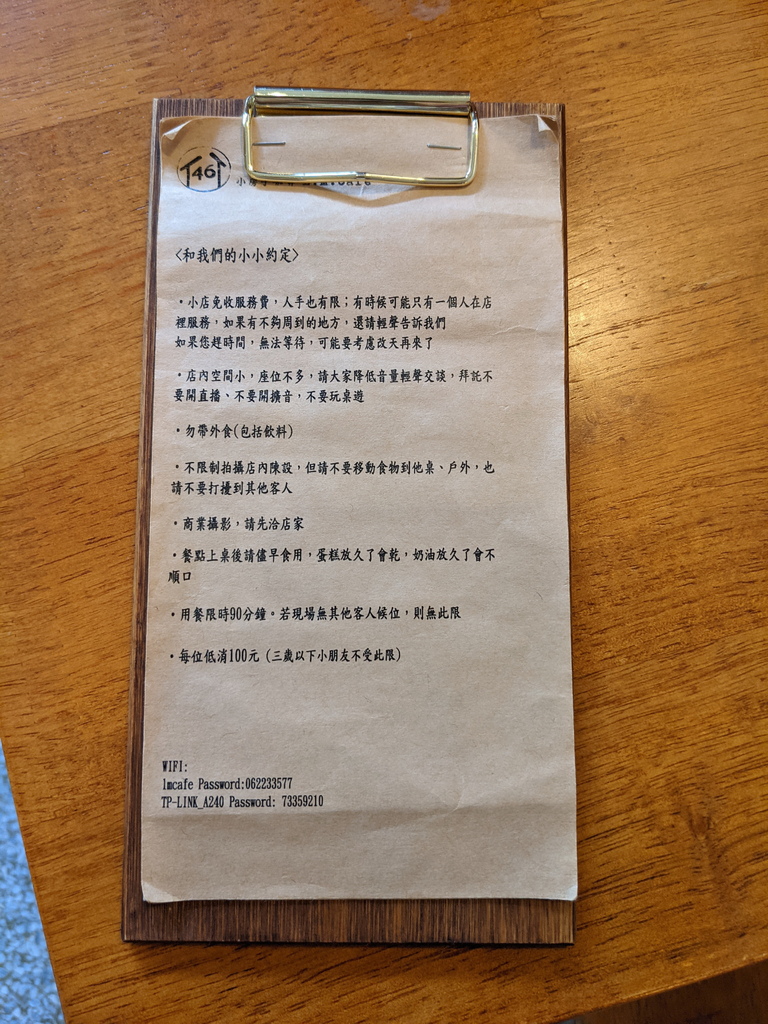 46
〈和我們的小小約定〉
・小店免收服務費，人手也有限；有時候可能只有一個人在店
裡服務，如果有不夠周到的地方，還請輕聲告訴我們
如果您趕時間，無法等待，可能要考慮改天再來了
・店內空間小，座位不多，請大家降低音量輕聲交談，拜託不
要開直播、不要開擴音，不要玩桌遊
・勿帶外食(包括飲料)
・不限制拍攝店內陳設，但請不要移動食物到他桌、戶外，也
請不要打擾到其他客人
・商業攝影，請先洽店家
・餐點上桌後請儘早食用，蛋糕放久了會乾，奶油放久了會不
順口
・用餐限時90分鐘。若現場無其他客人候位，則無此限
・每位低消100元 (三歲以下小朋友不受此限)
WIFI:
lmcafe Password:062233577
TP-LINK_A240 Password: 73359210